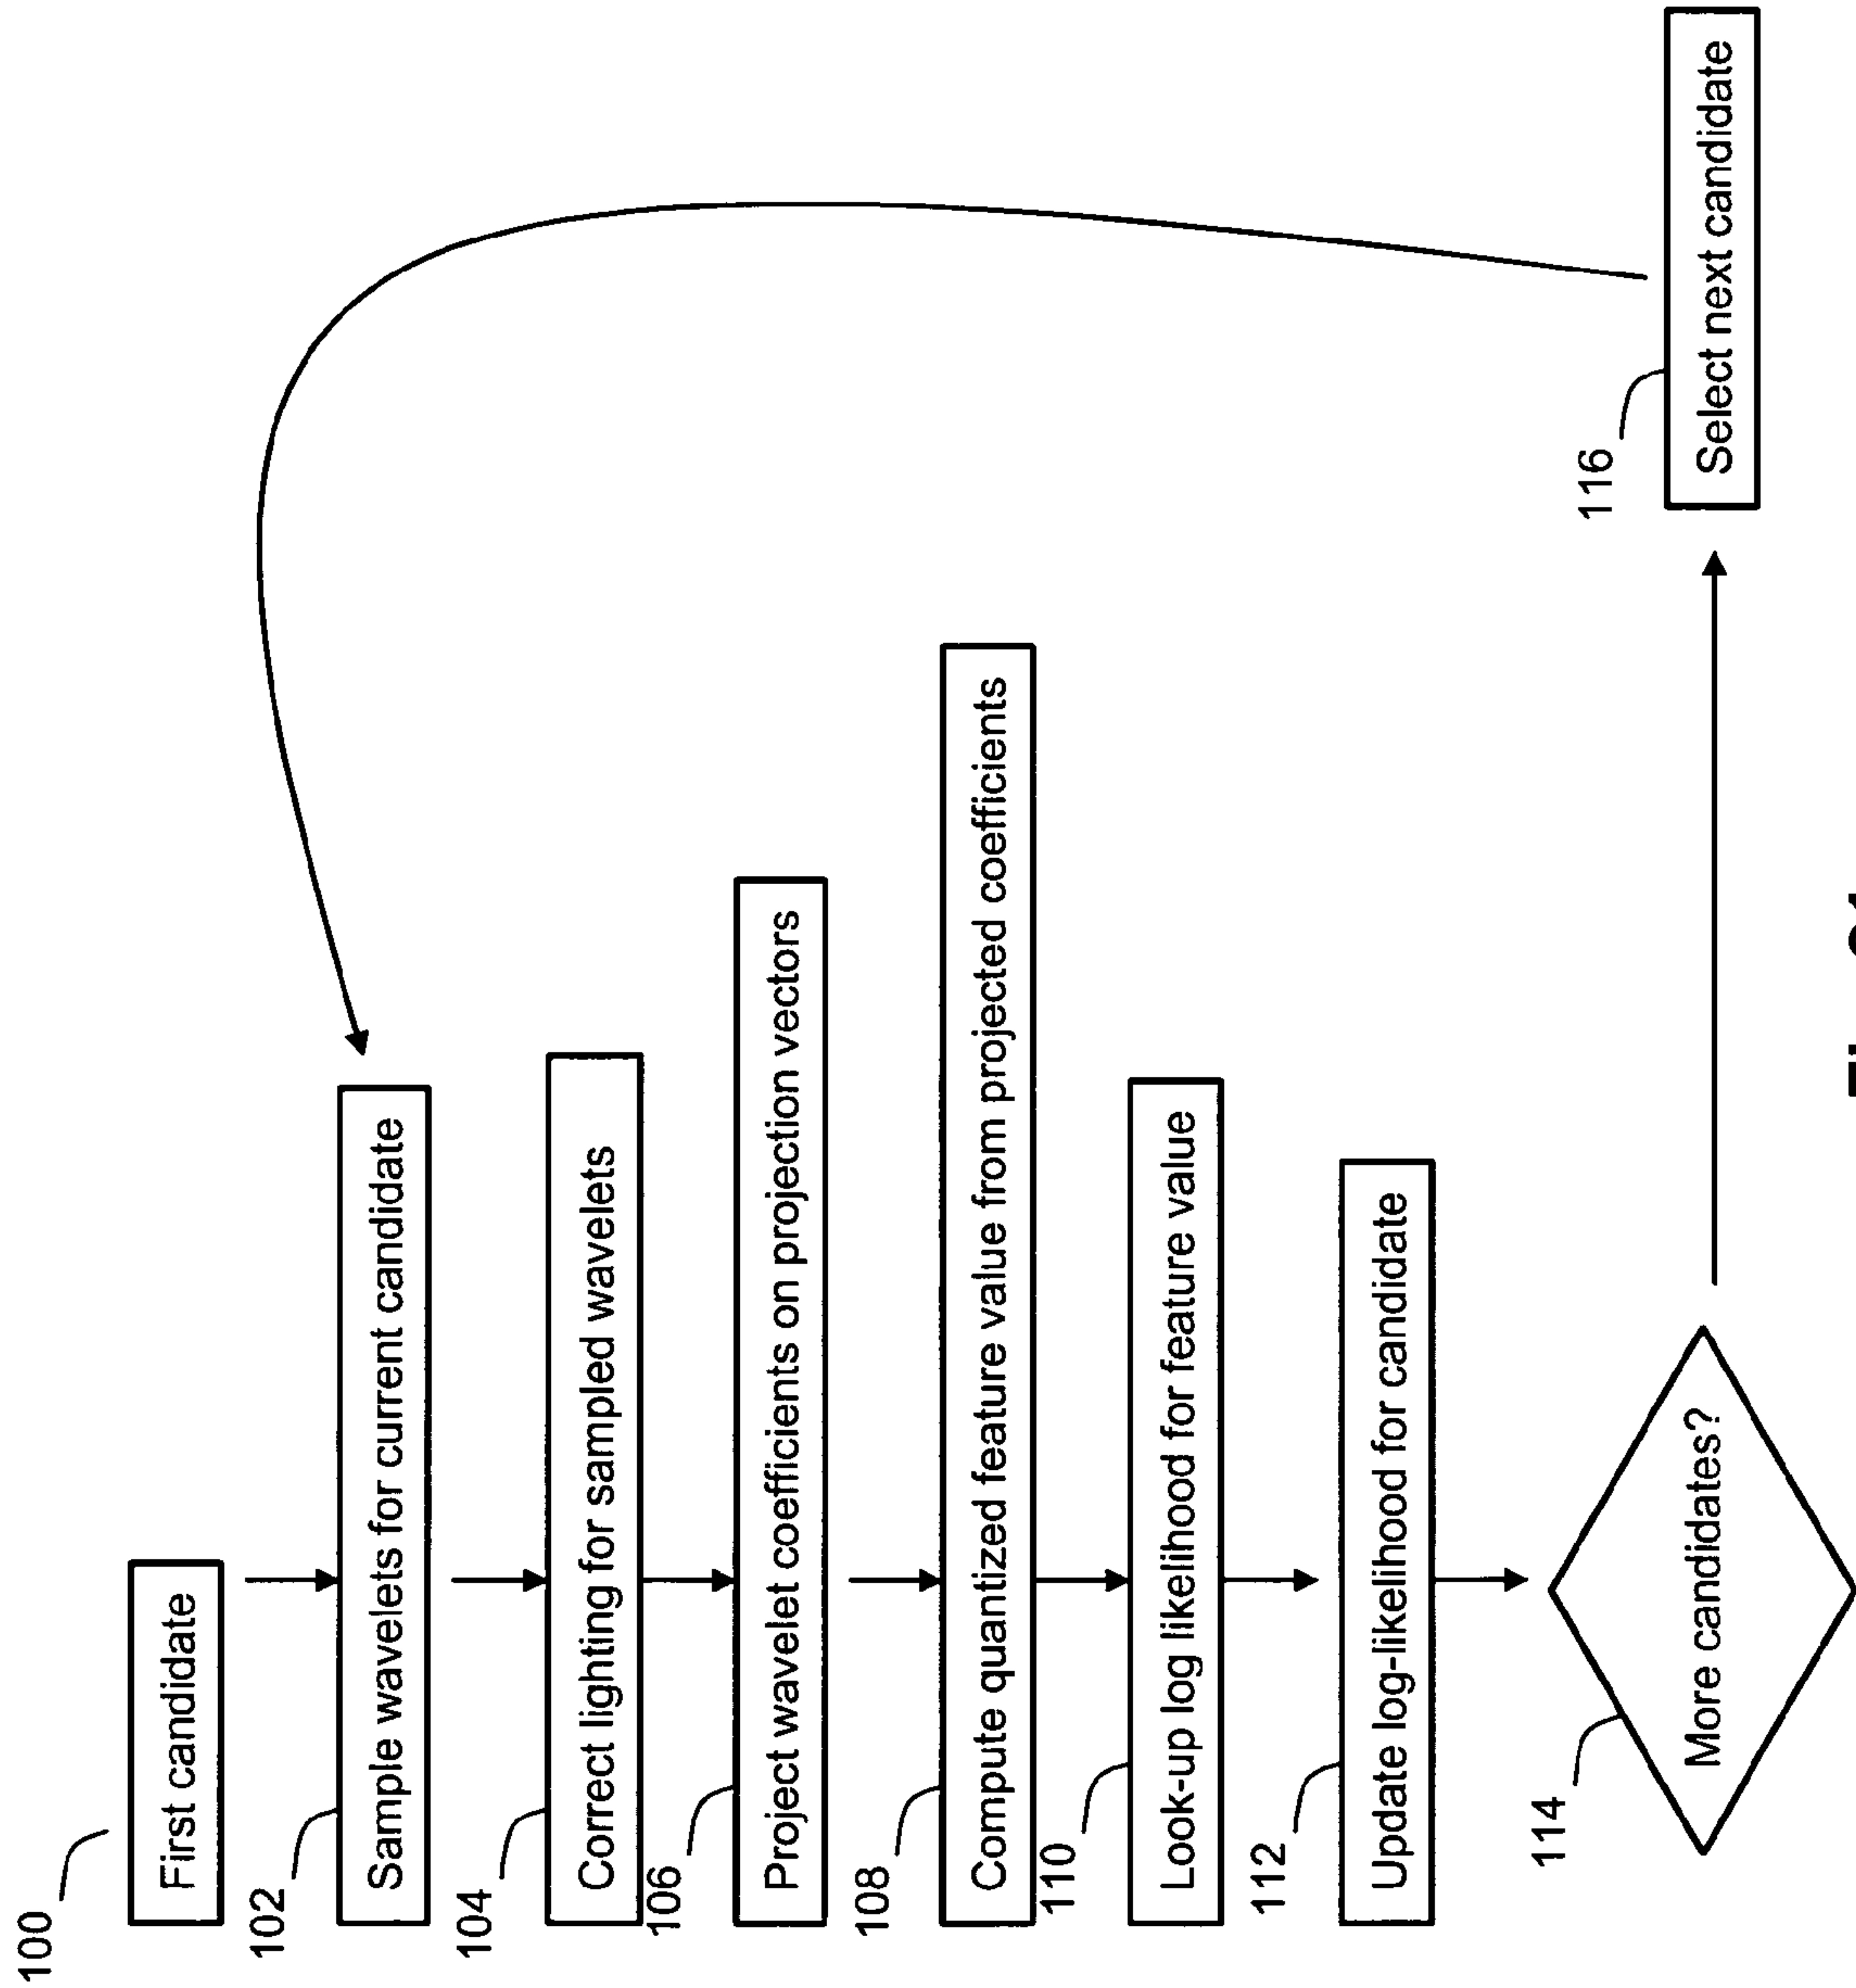 100
First candidate
102
Sample wavelets for current candidate
104
Correct lighting for sampled wavelets
106
Project wavelet coefficients on projection vectors
108
Compute quantized feature value from projected coefficients
110
Look-up log likelihood for feature value
112
Update log-likelihood for candidate
114
More candidates?
116
Select next candidate